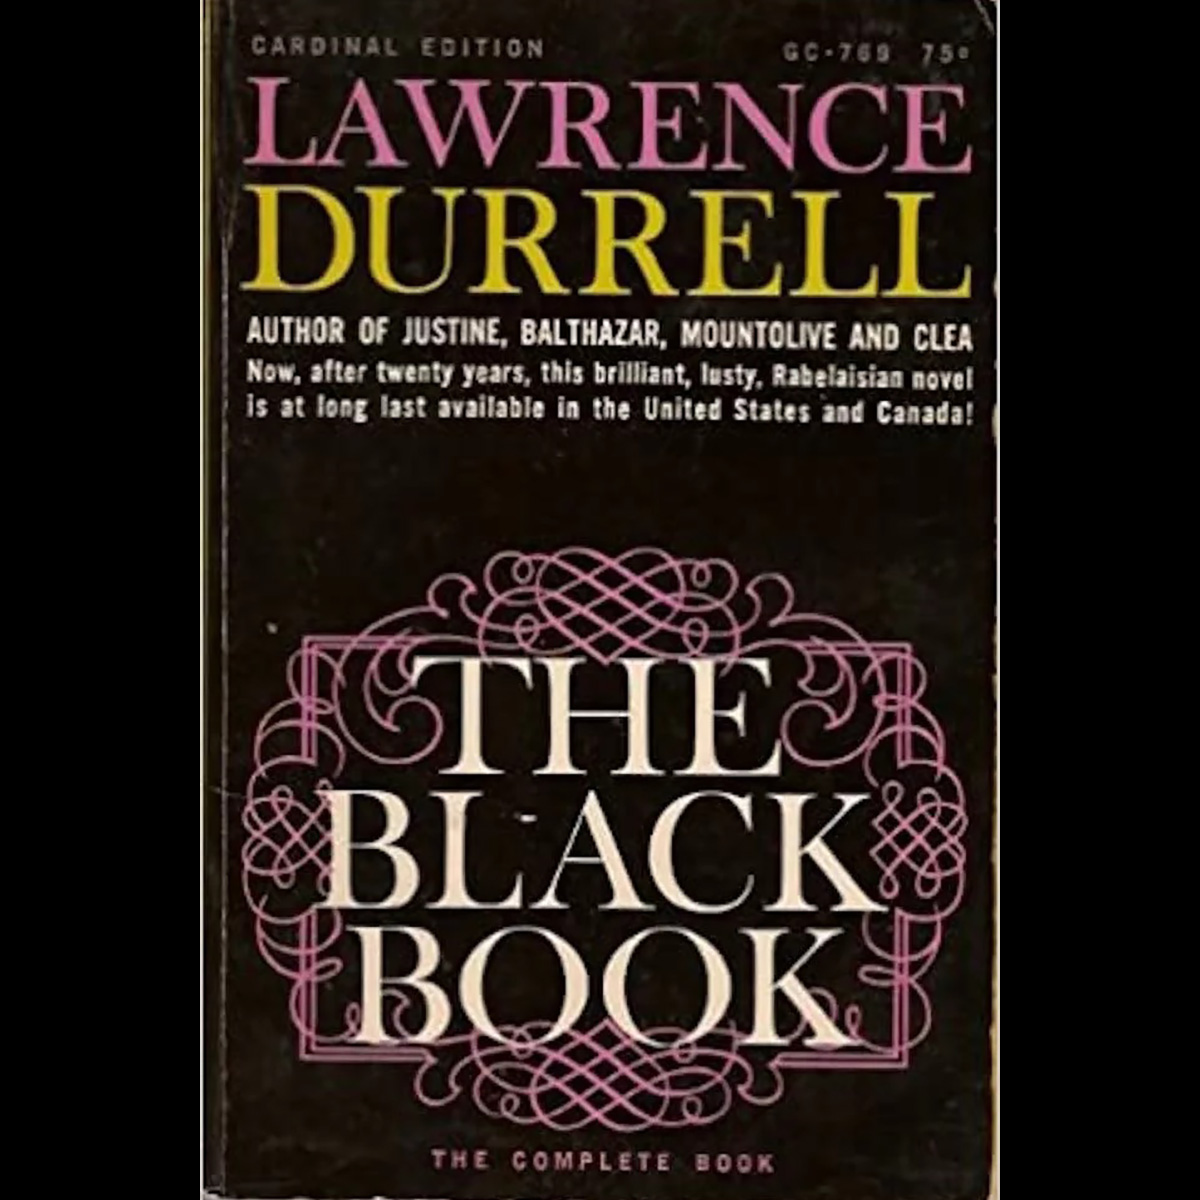 CARDINAL EDITION GC-769 75¢
LAWRENCE
DURRELL
AUTHOR OF JUSTINE, BALTHAZAR, MOUNTOLIVE AND CLEA
Now, after twenty years, this brilliant, lusty, Rabelaisian novel
is at long last available in the United States and Canada!
THE
BLACK
BOOK
THE COMPLETE BOOK